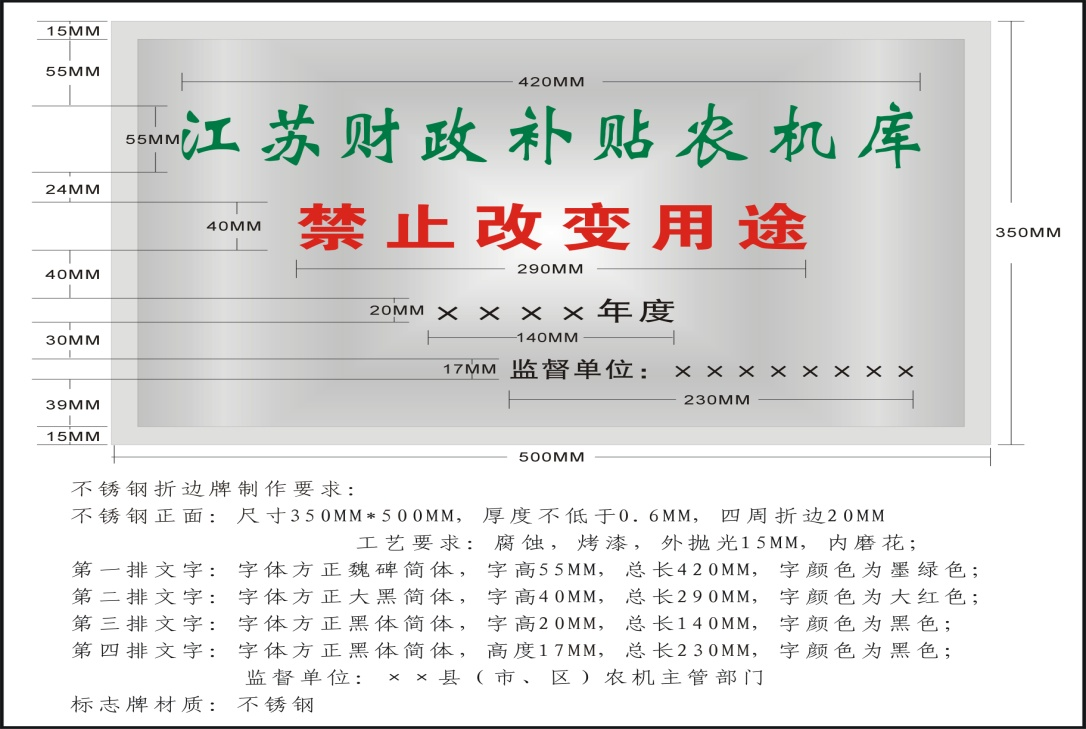 15MM
55MM
420MM
江苏财政补贴农机库
55MM
24MM
禁止改变用途
40MM
350MM
290MM
40MM
20MM
××××年度
140MM
30MM
17MM
监督单位：××××××××
230MM
39MM
15MM
500MM
不锈钢折边牌制作要求：
不锈钢正面：尺寸350MM*500MM，厚度不低于0.6MM，四周折边20MM
工艺要求：腐蚀，烤漆，外抛光15MM，内磨花；
第一排文字：字体方正魏碑简体，字高55MM，总长420MM，字颜色为墨绿色；
第二排文字：字体方正大黑简体，字高40MM，总长290MM，字颜色为大红色；
第三排文字：字体方正黑体简体，字高20MM，总长140MM，字颜色为黑色；
第四排文字：字体方正黑体简体，高度17MM，总长230MM，字颜色为黑色；
监督单位：××县（市、区）农机主管部门
标志牌材质：不锈钢